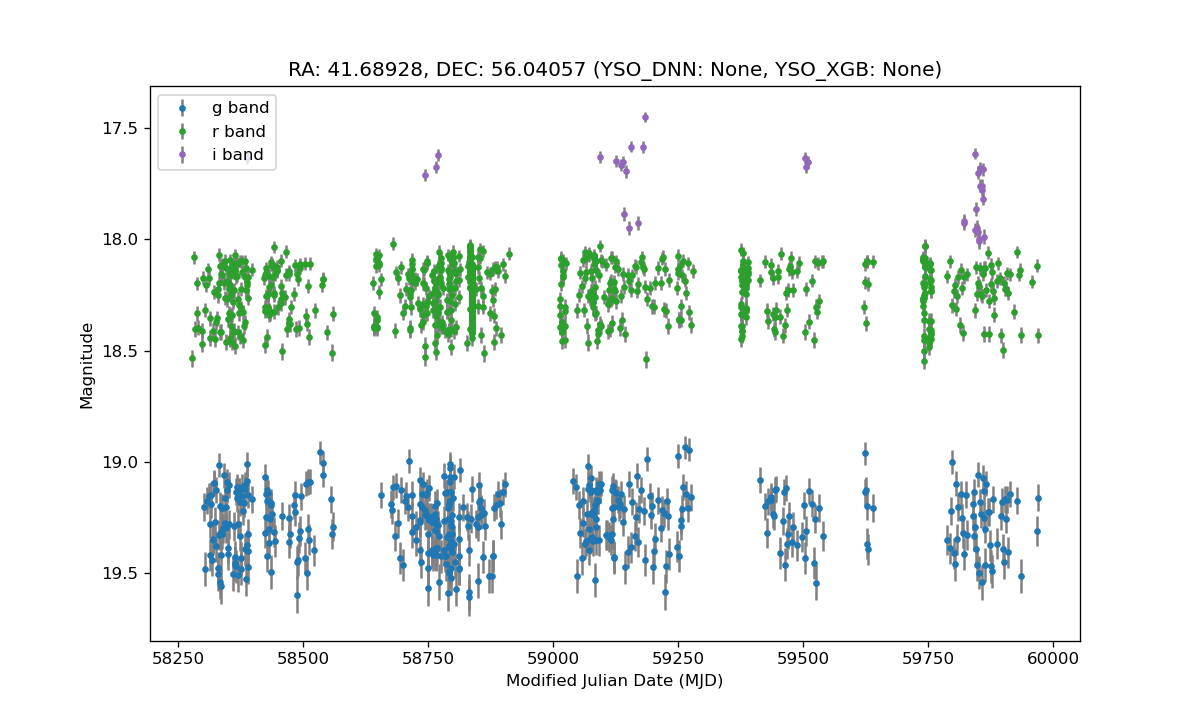 RA: 41.68928, DEC: 56.04057 (YSO_DNN: None, YSO_XGB: None)
g band
r band
i band
17.5
18.0
18.5
19.0
19.5
Magnitude
58250 58500 58750 59000 59250 59500 59750 60000
Modified Julian Date (MJD)